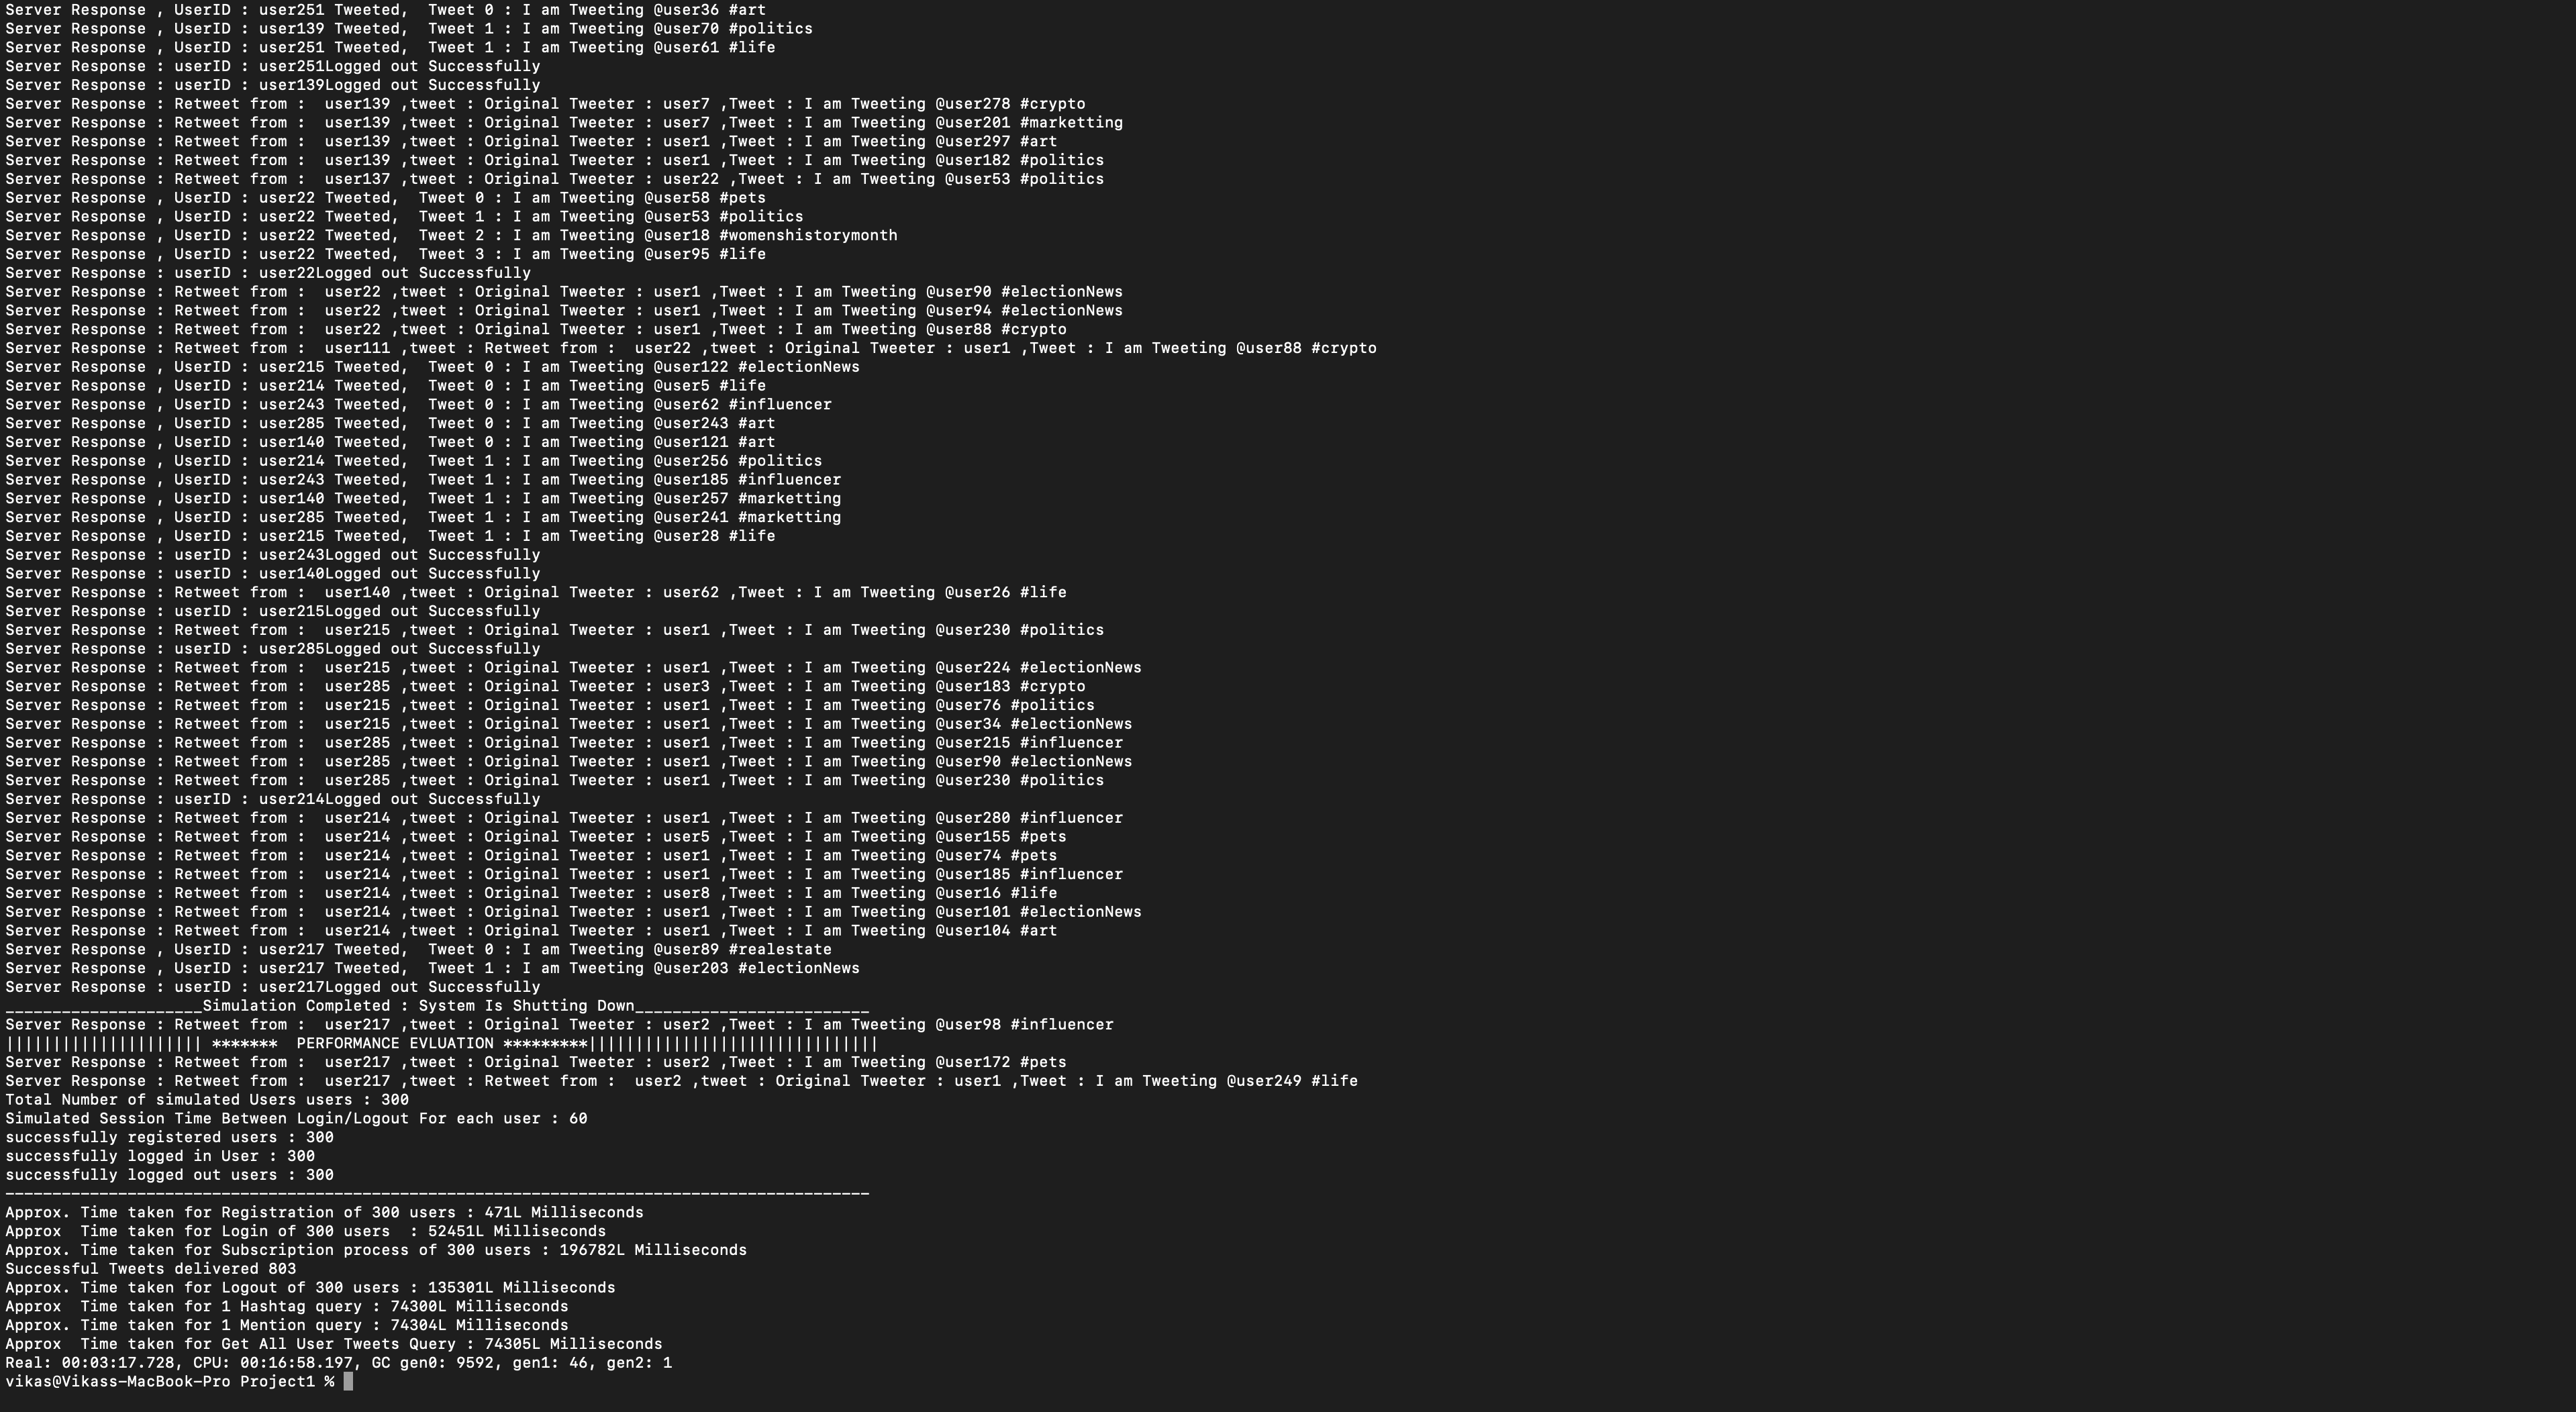 Server Response , UserID : user251 Tweeted,  Tweet 0 : I am Tweeting @user36 #art
Server Response , UserID : user139 Tweeted,  Tweet 1 : I am Tweeting @user70 #politics
Server Response , UserID : user251 Tweeted,  Tweet 1 : I am Tweeting @user61 #life
Server Response : userID : user251Logged out Successfully
Server Response : userID : user139Logged out Successfully
Server Response : Retweet from :  user139 ,tweet : Original Tweeter : user7 ,Tweet : I am Tweeting @user278 #crypto
Server Response : Retweet from :  user139 ,tweet : Original Tweeter : user7 ,Tweet : I am Tweeting @user201 #marketting
Server Response : Retweet from :  user139 ,tweet : Original Tweeter : user1 ,Tweet : I am Tweeting @user297 #art
Server Response : Retweet from :  user139 ,tweet : Original Tweeter : user1 ,Tweet : I am Tweeting @user182 #politics
Server Response : Retweet from :  user137 ,tweet : Original Tweeter : user22 ,Tweet : I am Tweeting @user53 #politics
Server Response , UserID : user22 Tweeted,  Tweet 0 : I am Tweeting @user58 #pets
Server Response , UserID : user22 Tweeted,  Tweet 1 : I am Tweeting @user53 #politics
Server Response , UserID : user22 Tweeted,  Tweet 2 : I am Tweeting @user18 #womenshistorymonth
Server Response , UserID : user22 Tweeted,  Tweet 3 : I am Tweeting @user95 #life
Server Response : userID : user22Logged out Successfully
Server Response : Retweet from :  user22 ,tweet : Original Tweeter : user1 ,Tweet : I am Tweeting @user90 #electionNews
Server Response : Retweet from :  user22 ,tweet : Original Tweeter : user1 ,Tweet : I am Tweeting @user94 #electionNews
Server Response : Retweet from :  user22 ,tweet : Original Tweeter : user1 ,Tweet : I am Tweeting @user88 #crypto
Server Response : Retweet from :  user111 ,tweet : Retweet from :  user22 ,tweet : Original Tweeter : user1 ,Tweet : I am Tweeting @user88 #crypto
Server Response , UserID : user215 Tweeted,  Tweet 0 : I am Tweeting @user122 #electionNews
Server Response , UserID : user214 Tweeted,  Tweet 0 : I am Tweeting @user5 #life
Server Response , UserID : user243 Tweeted,  Tweet 0 : I am Tweeting @user62 #influencer
Server Response , UserID : user285 Tweeted,  Tweet 0 : I am Tweeting @user243 #art
Server Response , UserID : user140 Tweeted,  Tweet 0 : I am Tweeting @user121 #art
Server Response , UserID : user214 Tweeted,  Tweet 1 : I am Tweeting @user256 #politics
Server Response , UserID : user243 Tweeted,  Tweet 1 : I am Tweeting @user185 #influencer
Server Response , UserID : user140 Tweeted,  Tweet 1 : I am Tweeting @user257 #marketting
Server Response , UserID : user285 Tweeted,  Tweet 1 : I am Tweeting @user241 #marketting
Server Response , UserID : user215 Tweeted,  Tweet 1 : I am Tweeting @user28 #life
Server Response : userID : user243Logged out Successfully
Server Response : userID : user140Logged out Successfully
Server Response : Retweet from :  user140 ,tweet : Original Tweeter : user62 ,Tweet : I am Tweeting @user26 #life
Server Response : userID : user215Logged out Successfully
Server Response : Retweet from :  user215 ,tweet : Original Tweeter : user1 ,Tweet : I am Tweeting @user230 #politics
Server Response : userID : user285Logged out Successfully
Server Response : Retweet from :  user215 ,tweet : Original Tweeter : user1 ,Tweet : I am Tweeting @user224 #electionNews
Server Response : Retweet from :  user285 ,tweet : Original Tweeter : user3 ,Tweet : I am Tweeting @user183 #crypto
Server Response : Retweet from :  user215 ,tweet : Original Tweeter : user1 ,Tweet : I am Tweeting @user76 #politics
Server Response : Retweet from :  user215 ,tweet : Original Tweeter : user1 ,Tweet : I am Tweeting @user34 #electionNews
Server Response : Retweet from :  user285 ,tweet : Original Tweeter : user1 ,Tweet : I am Tweeting @user215 #influencer
Server Response : Retweet from :  user285 ,tweet : Original Tweeter : user1 ,Tweet : I am Tweeting @user90 #electionNews
Server Response : Retweet from :  user285 ,tweet : Original Tweeter : user1 ,Tweet : I am Tweeting @user230 #politics
Server Response : userID : user214Logged out Successfully
Server Response : Retweet from :  user214 ,tweet : Original Tweeter : user1 ,Tweet : I am Tweeting @user280 #influencer
Server Response : Retweet from :  user214 ,tweet : Original Tweeter : user5 ,Tweet : I am Tweeting @user155 #pets
Server Response : Retweet from :  user214 ,tweet : Original Tweeter : user1 ,Tweet : I am Tweeting @user74 #pets
Server Response : Retweet from :  user214 ,tweet : Original Tweeter : user1 ,Tweet : I am Tweeting @user185 #influencer
Server Response : Retweet from :  user214 ,tweet : Original Tweeter : user8 ,Tweet : I am Tweeting @user16 #life
Server Response : Retweet from :  user214 ,tweet : Original Tweeter : user1 ,Tweet : I am Tweeting @user101 #electionNews
Server Response : Retweet from :  user214 ,tweet : Original Tweeter : user1 ,Tweet : I am Tweeting @user104 #art
Server Response , UserID : user217 Tweeted,  Tweet 0 : I am Tweeting @user89 #realestate
Server Response , UserID : user217 Tweeted,  Tweet 1 : I am Tweeting @user203 #electionNews
Server Response : userID : user217Logged out Successfully
_____________________Simulation Completed : System Is Shutting Down_________________________
Server Response : Retweet from :  user217 ,tweet : Original Tweeter : user2 ,Tweet : I am Tweeting @user98 #influencer
||||||||||||||||||||| *******  PERFORMANCE EVLUATION *********|||||||||||||||||||||||||||||||
Server Response : Retweet from :  user217 ,tweet : Original Tweeter : user2 ,Tweet : I am Tweeting @user172 #pets
Server Response : Retweet from :  user217 ,tweet : Retweet from :  user2 ,tweet : Original Tweeter : user1 ,Tweet : I am Tweeting @user249 #life
Total Number of simulated Users users : 300
Simulated Session Time Between Login/Logout For each user : 60
successfully registered users : 300
successfully logged in User : 300
successfully logged out users : 300
--------------------------------------------------------------------------------------------
Approx. Time taken for Registration of 300 users : 471L Milliseconds
Approx  Time taken for Login of 300 users  : 52451L Milliseconds
Approx. Time taken for Subscription process of 300 users : 196782L Milliseconds
Successful Tweets delivered 803
Approx. Time taken for Logout of 300 users : 135301L Milliseconds
Approx  Time taken for 1 Hashtag query : 74300L Milliseconds
Approx. Time taken for 1 Mention query : 74304L Milliseconds
Approx  Time taken for Get All User Tweets Query : 74305L Milliseconds
Real: 00:03:17.728, CPU: 00:16:58.197, GC gen0: 9592, gen1: 46, gen2: 1
vikas@Vikass-MacBook-Pro Project1 %